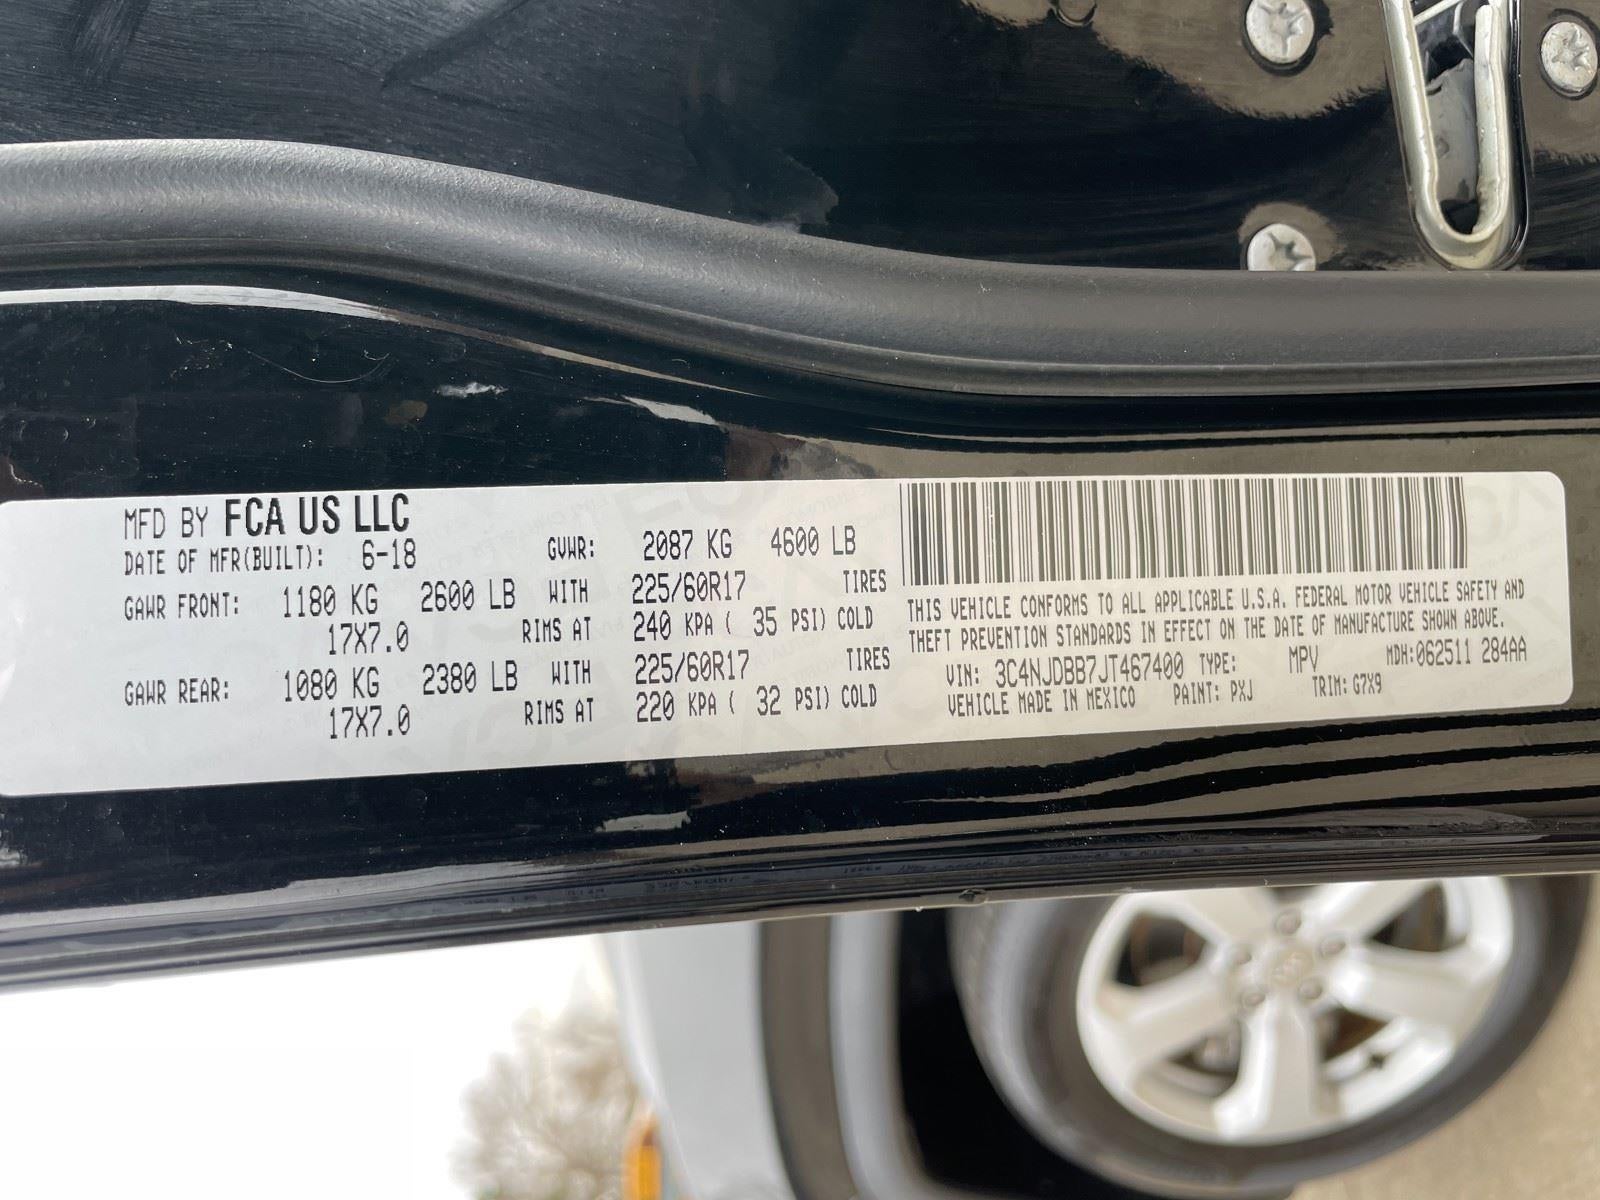 MFD BY FCA US LLC
DATE OF MFR(BUILT): 6-18 GVWR: 2087 KG 4600 LB
GAWR FRONT: 1180 KG 2600 LB WITH 225/60R17 TIRES
17X7.0 RIMS AT 240 KPA ( 35 PSI) COLD
GAWR REAR: 1080 KG 2380 LB WITH 225/60R17 TIRES
17X7.0 RIMS AT 220 KPA ( 32 PSI) COLD
THIS VEHICLE CONFORMS TO ALL APPLICABLE U.S.A. FEDERAL MOTOR VEHICLE SAFETY AND
THEFT PREVENTION STANDARDS IN EFFECT ON THE DATE OF MANUFACTURE SHOWN ABOVE.
VIN: 3C4NJDBB7JT467400 TYPE: MPV MDH:062511 284AA
VEHICLE MADE IN MEXICO PAINT: PXJ TRIM: G7X9